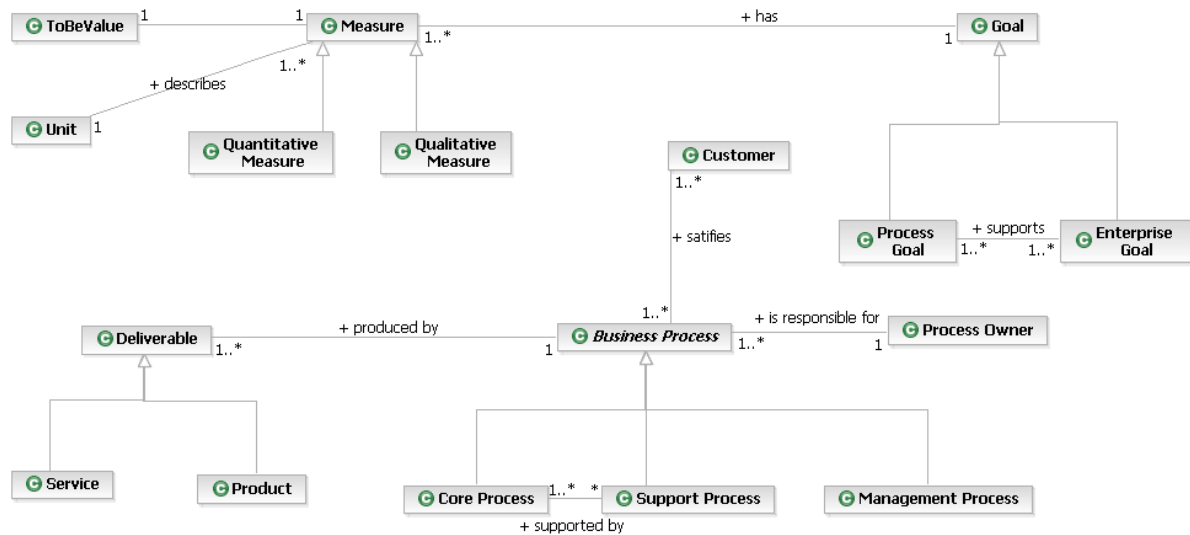 ToBeValue
1
1
Measure
+ has
1..*
1
Goal
1..*
+ describes
Unit
1
Quantitative
Measure
Qualitative
Measure
Customer
1..*
+ satifies
1..*
Process
Goal
+ supports
1..*
1..*
Enterprise
Goal
Deliverable
+ produced by
1..*
1
Business Process
+ is responsible for
1..*
1
Process Owner
Service
Product
Core Process
1..*
*
Support Process
+ supported by
Management Process